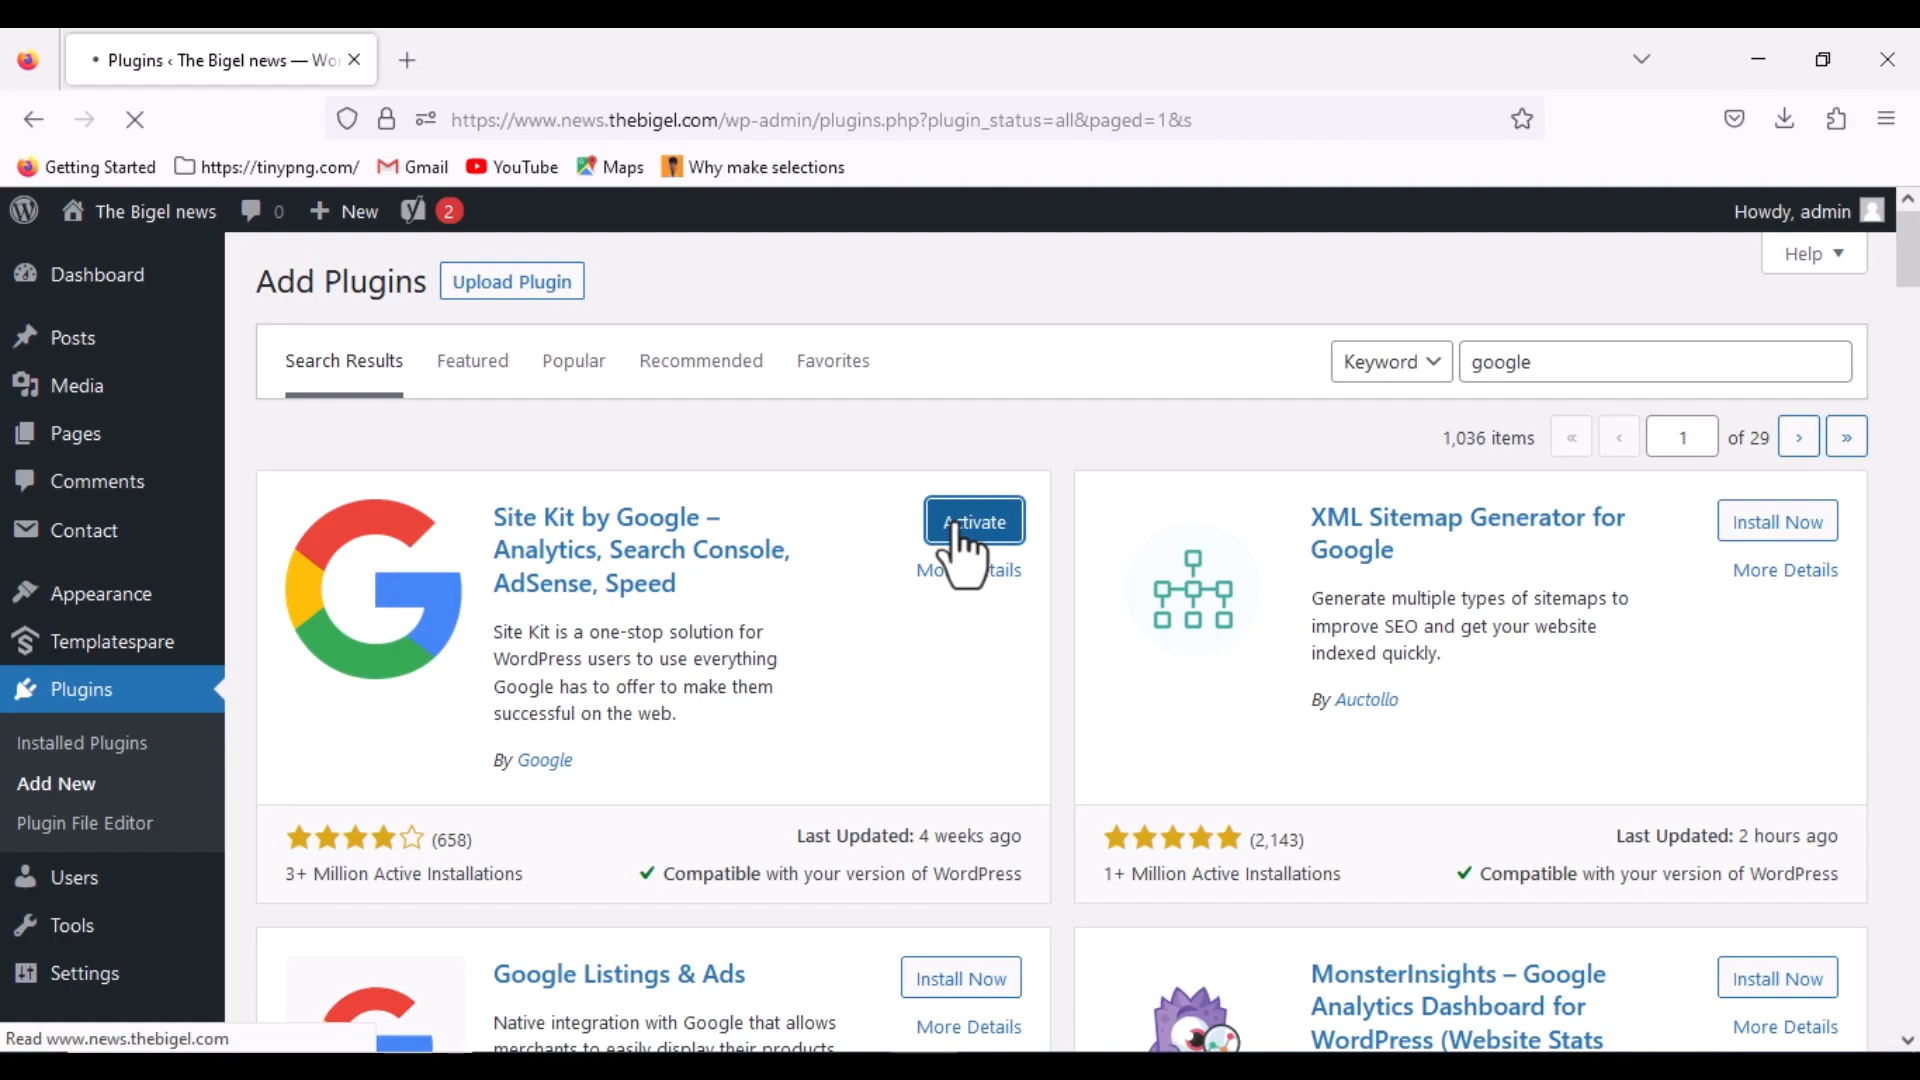 Plugins ‹ The Bigel news — Wo
https://www.news.thebigel.com/wp-admin/plugins.php?plugin_status=all&paged=1&s
Getting Started
https://tinypng.com/
Gmail
YouTube
Maps
Why make selections
The Bigel news
0
New
2
Howdy, admin
Help
Dashboard
Posts
Media
Pages
Comments
Contact
Appearance
Templatespare
Plugins
Installed Plugins
Add New
Plugin File Editor
Users
Tools
Settings
Add Plugins
Upload Plugin
Search Results
Featured
Popular
Recommended
Favorites
Keyword
google
1,036 items
«
‹
1
of 29
›
»
Site Kit by Google –
Analytics, Search Console,
AdSense, Speed
Activate
Site Kit is a one-stop solution for
WordPress users to use everything
Google has to offer to make them
successful on the web.
By Google
(658)
3+ Million Active Installations
Last Updated: 4 weeks ago
Compatible with your version of WordPress
XML Sitemap Generator for
Google
Install Now
More Details
Generate multiple types of sitemaps to
improve SEO and get your website
indexed quickly.
By Auctollo
(2,143)
1+ Million Active Installations
Last Updated: 2 hours ago
Compatible with your version of WordPress
Google Listings & Ads
Install Now
More Details
Native integration with Google that allows
merchants to easily display their products
MonsterInsights – Google
Analytics Dashboard for
WordPress (Website Stats
Install Now
More Details
Read www.news.thebigel.com